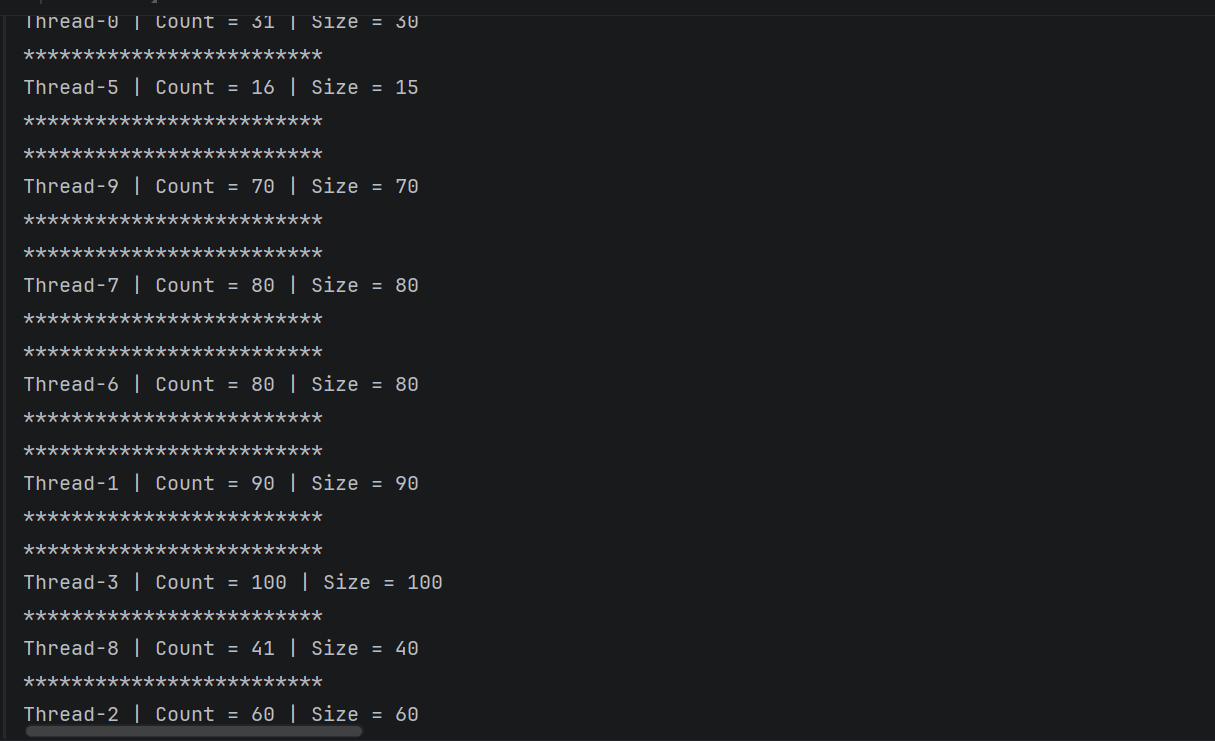 Thread-0 | Count = 31 | Size = 30
*************************
Thread-5 | Count = 16 | Size = 15
*************************
*************************
Thread-9 | Count = 70 | Size = 70
*************************
*************************
Thread-7 | Count = 80 | Size = 80
*************************
*************************
Thread-6 | Count = 80 | Size = 80
*************************
*************************
Thread-1 | Count = 90 | Size = 90
*************************
*************************
Thread-3 | Count = 100 | Size = 100
*************************
Thread-8 | Count = 41 | Size = 40
*************************
Thread-2 | Count = 60 | Size = 60